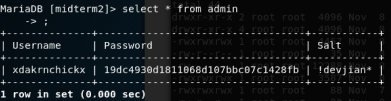 MariaDB [midterm2]> select * from admin
-> ;
| Username | Password | Salt |
| xdakrnchickx | 19dc4930d1811068d107bbc07c1428fb | !devjian* |
1 row in set (0.000 sec)